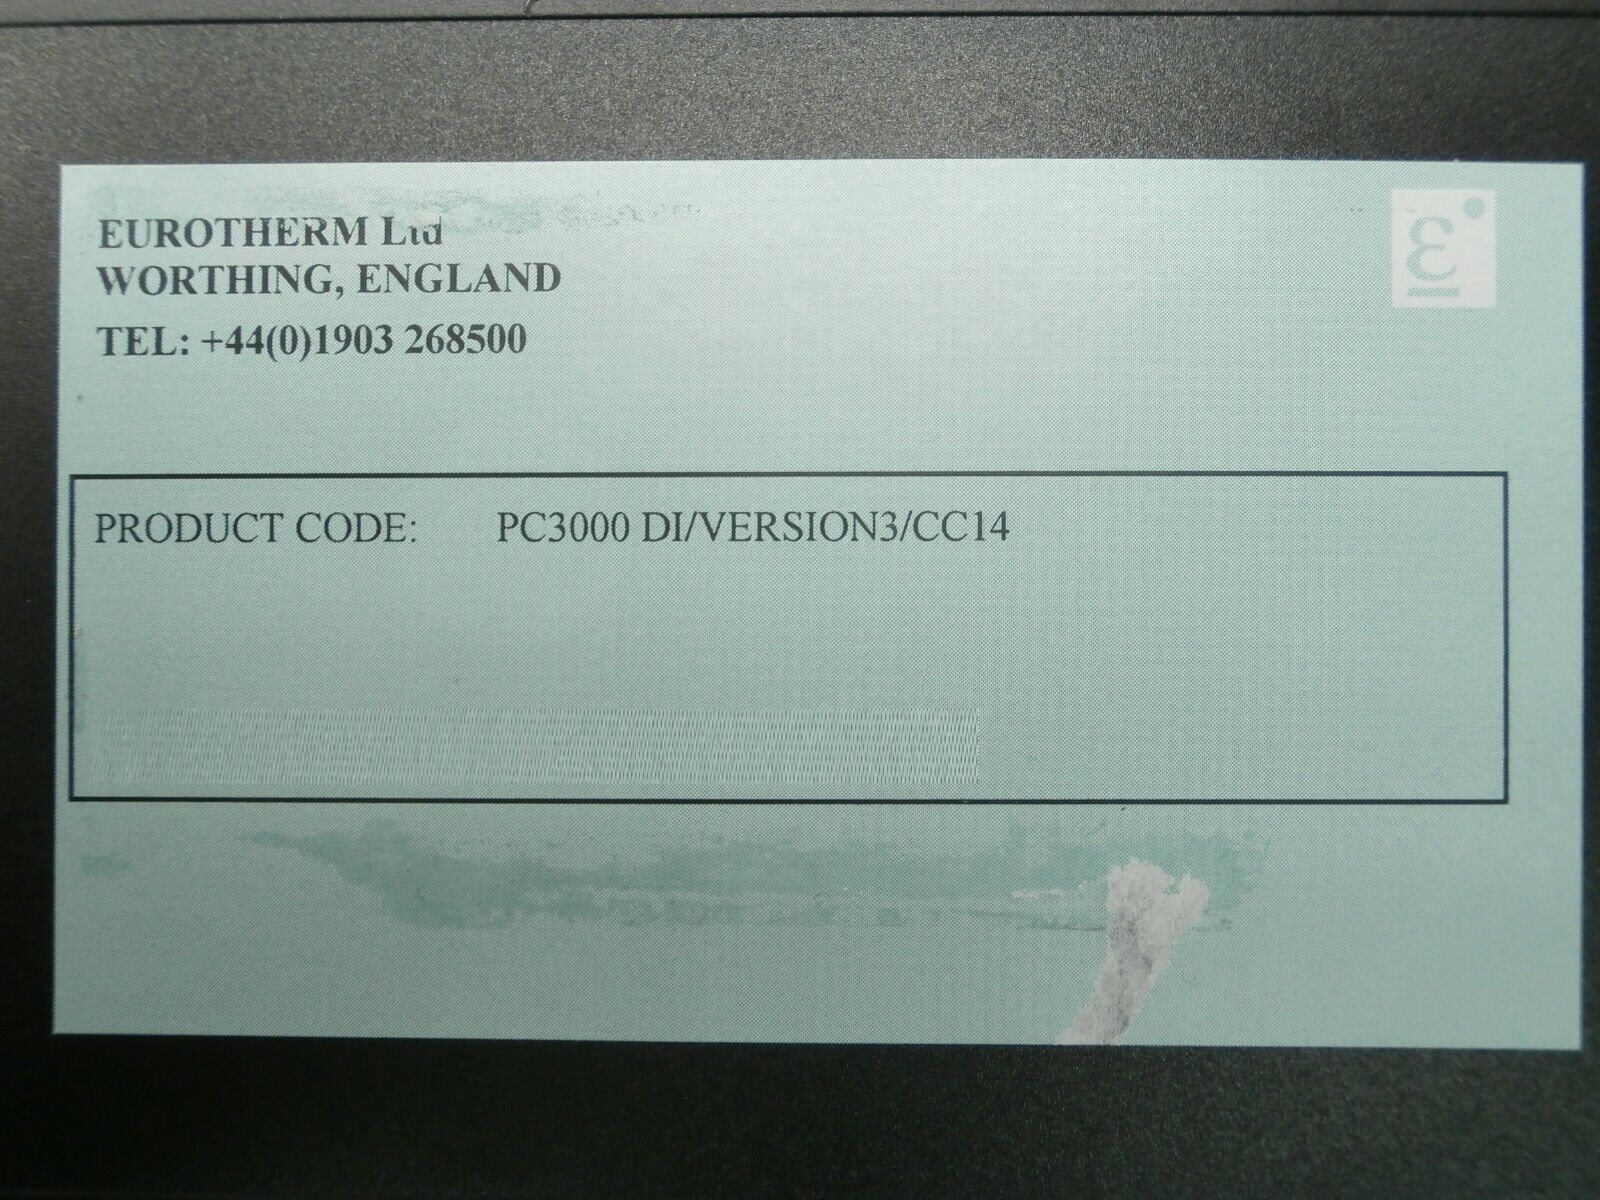 EUROTHERM Ltd
WORTHING, ENGLAND
TEL: +44(0)1903 268500
ε
PRODUCT CODE: PC3000 DI/VERSION3/CC14